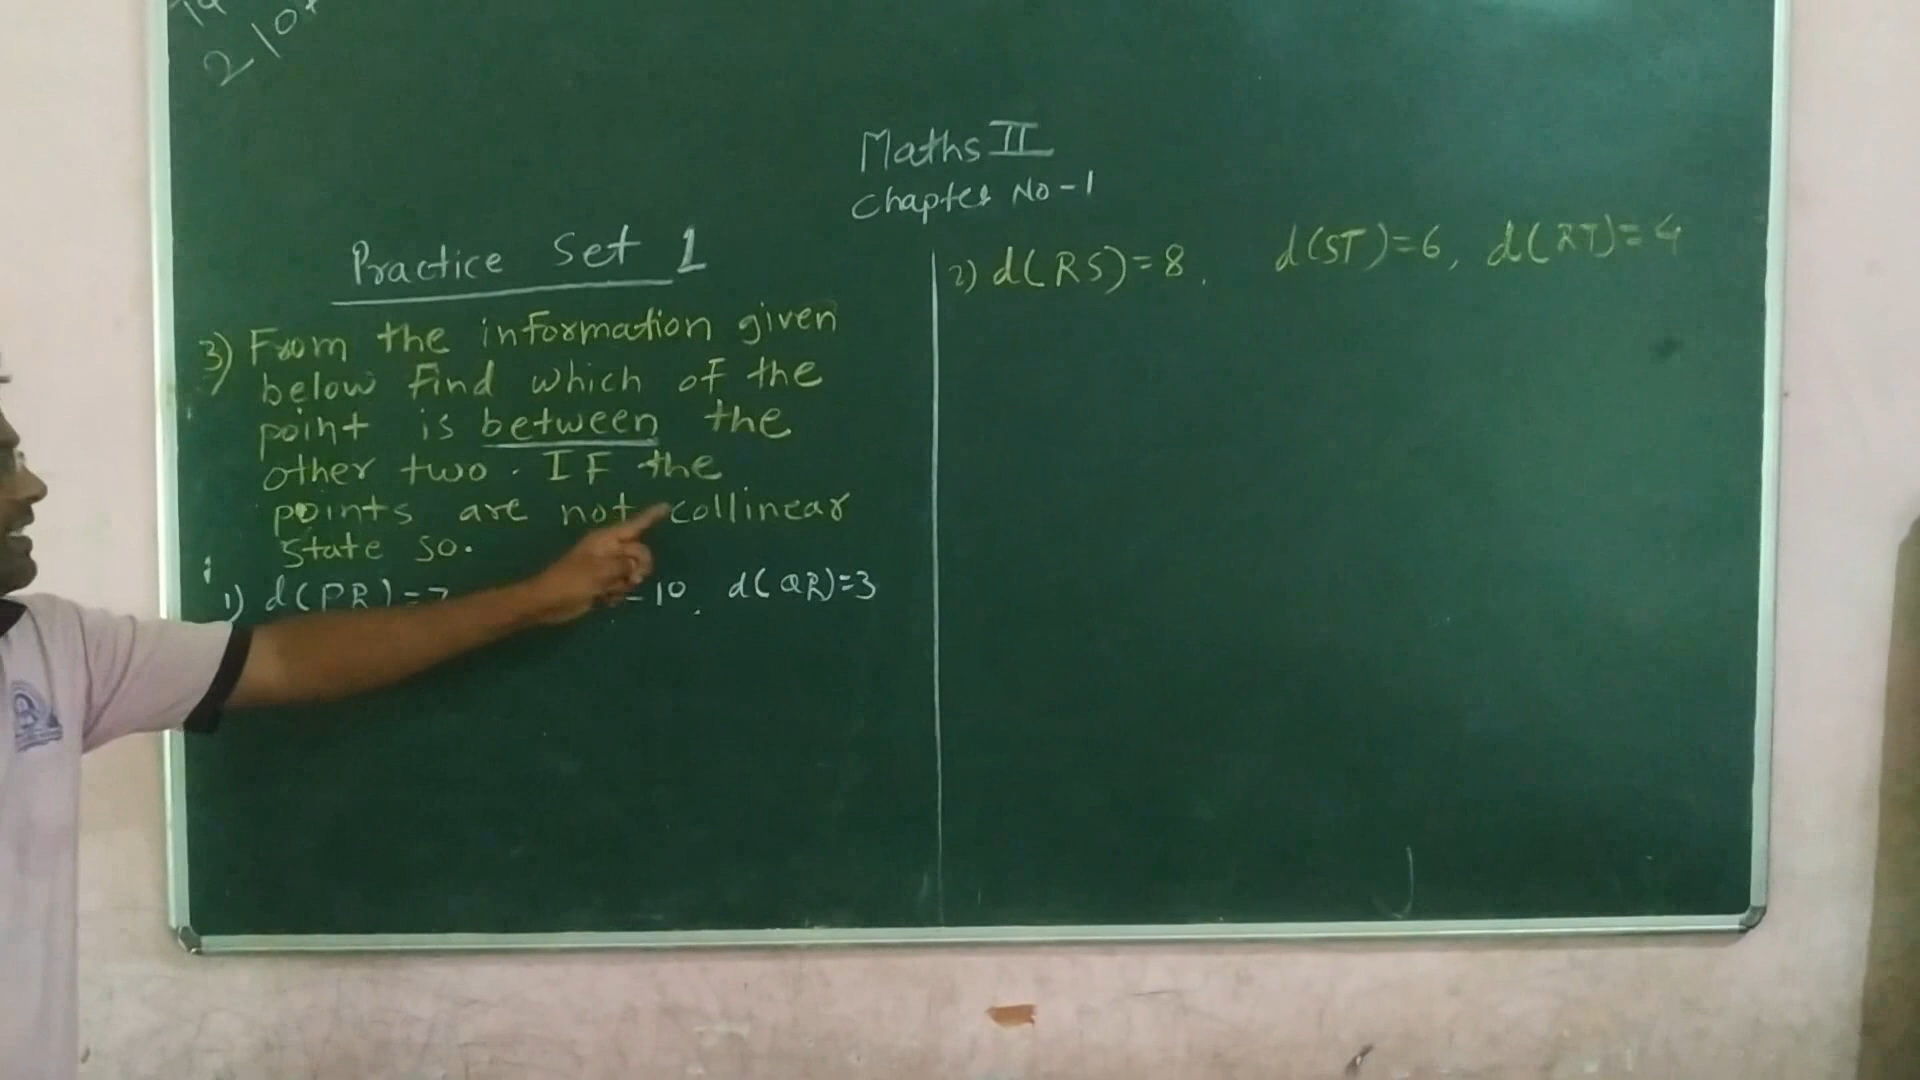 210
Maths II
Chapter No-1
Practice Set 1
3) From the information given
below Find which of the
point is between the
other two. IF the
points are not collinear
State so.
1) d(PR)=7 =10, d(QR)=3
2) d(RS)=8, d(ST)=6, d(RT)=4